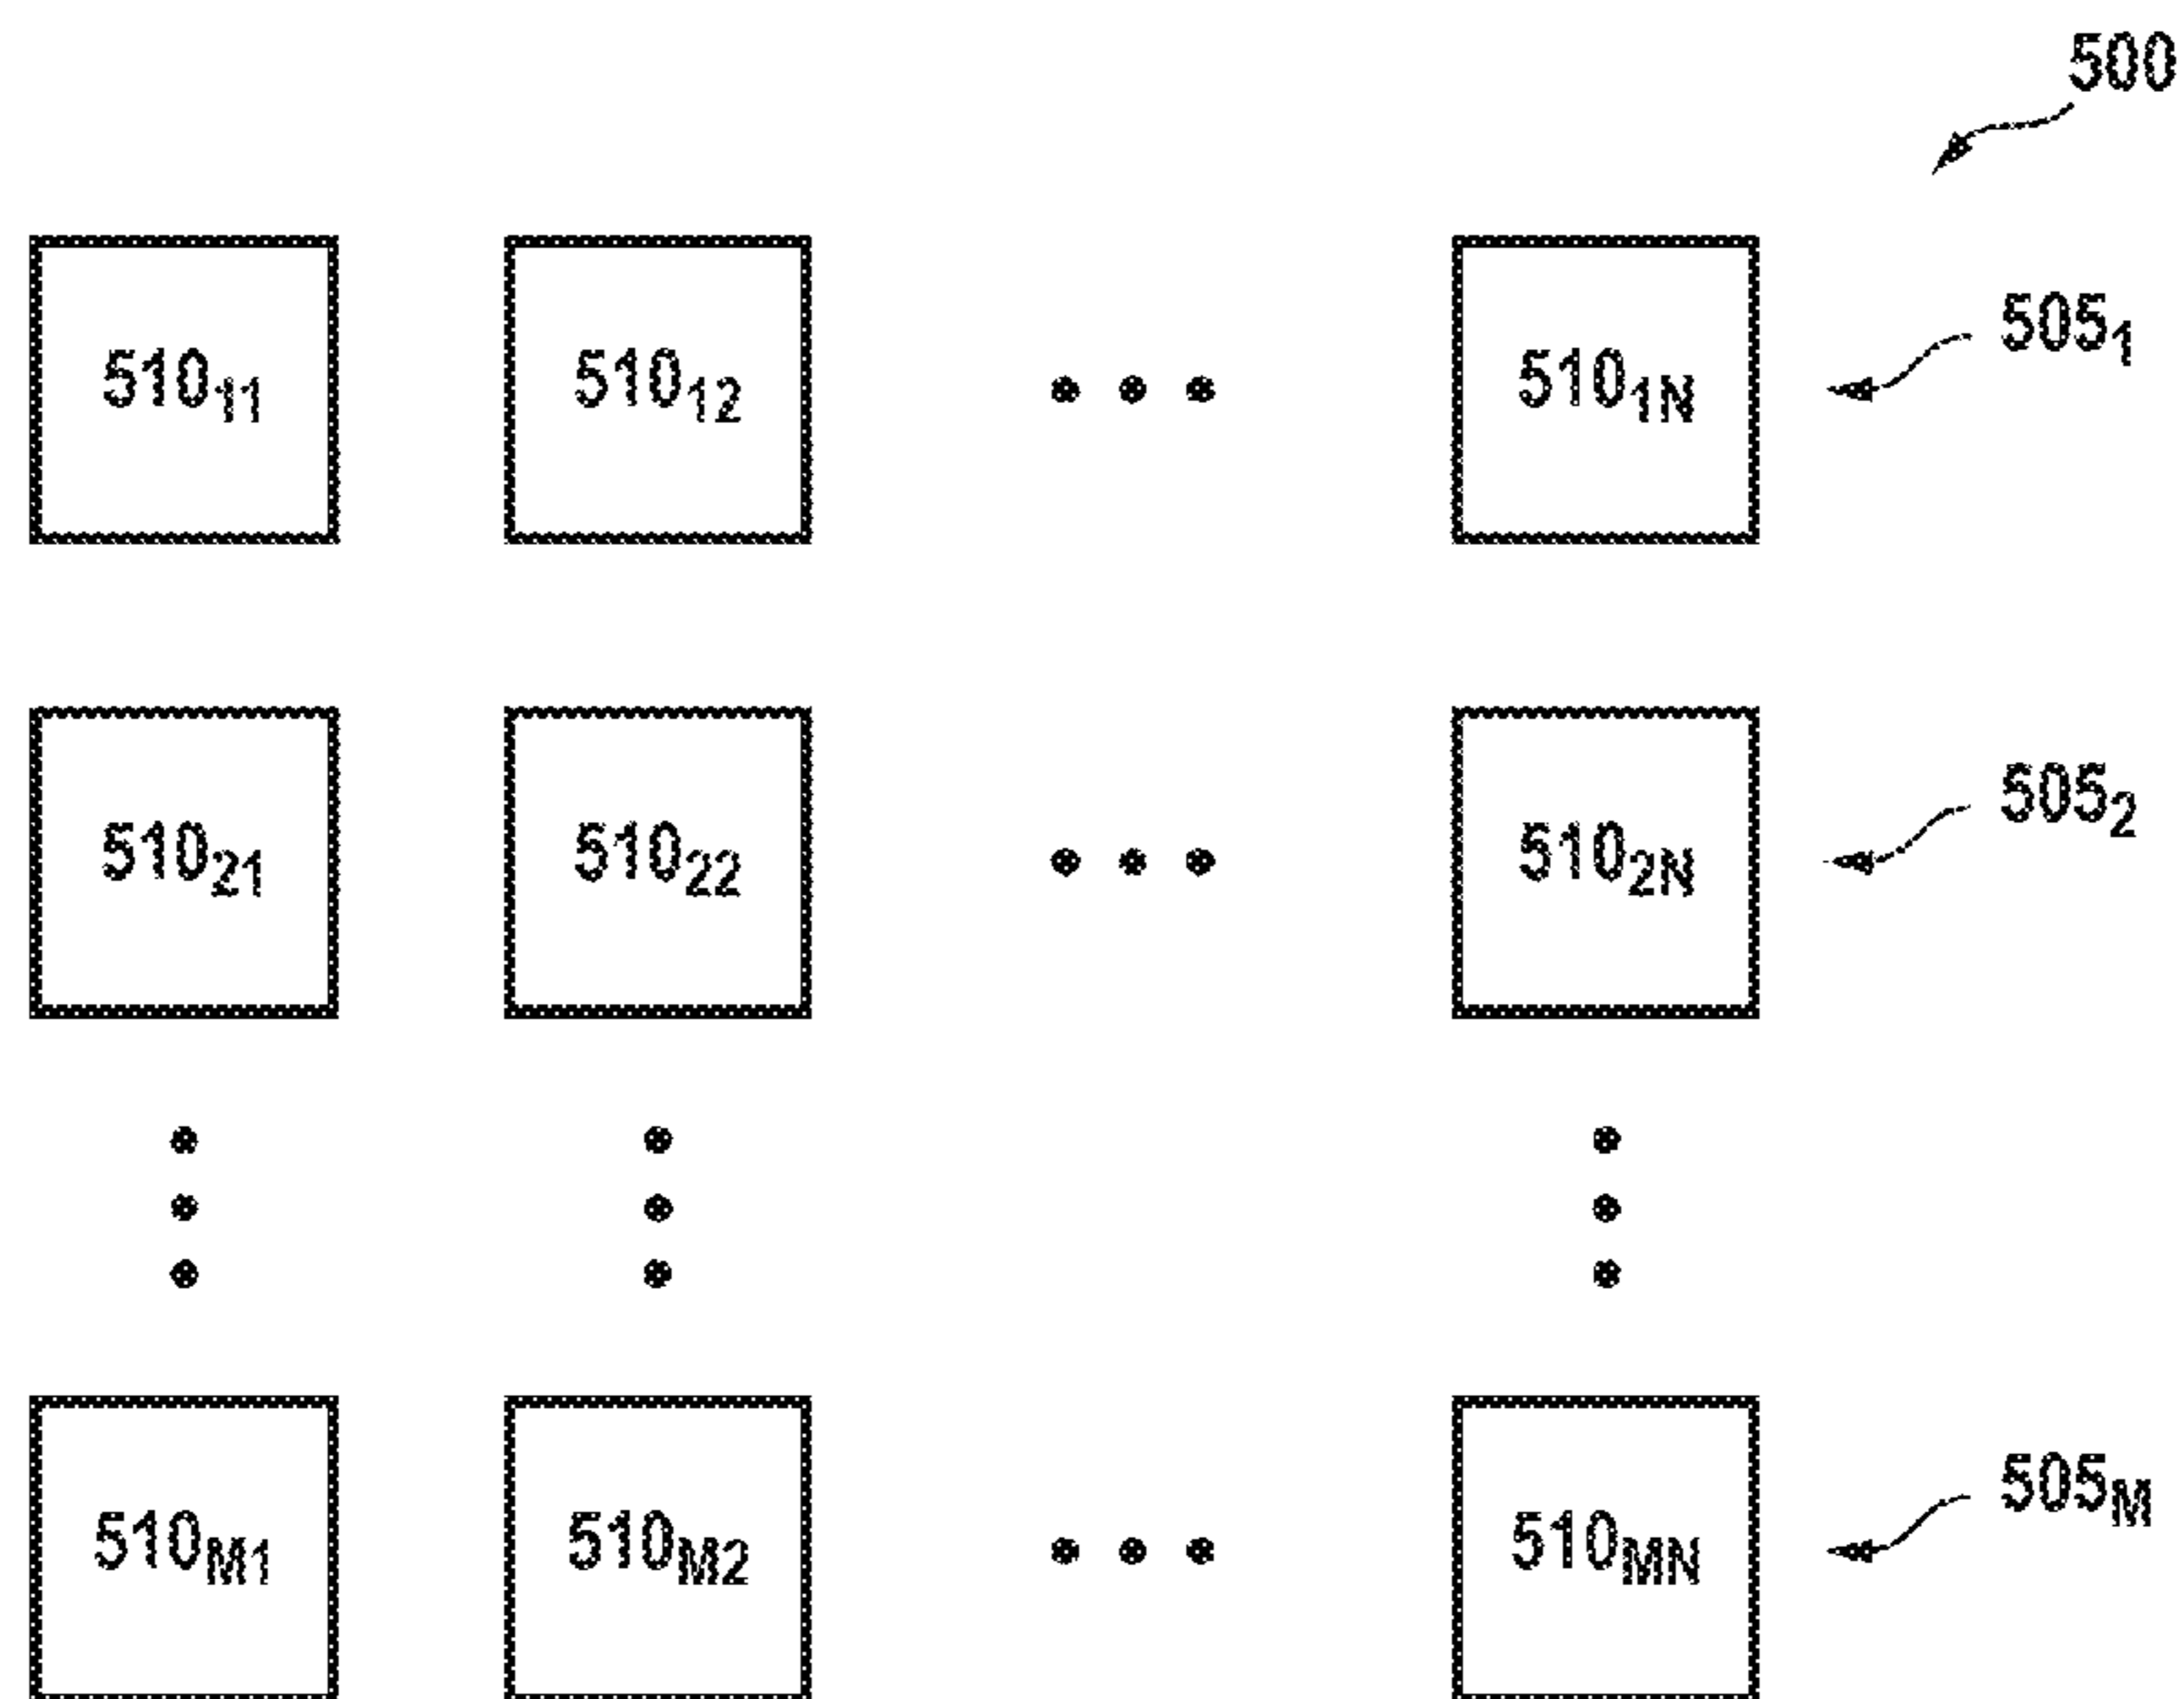 500
510₁₁ 510₁₂ • • • 510₁N 505₁
510₂₁ 510₂₂ • • • 510₂N 505₂
510M1 510M2 • • • 510MN 505M